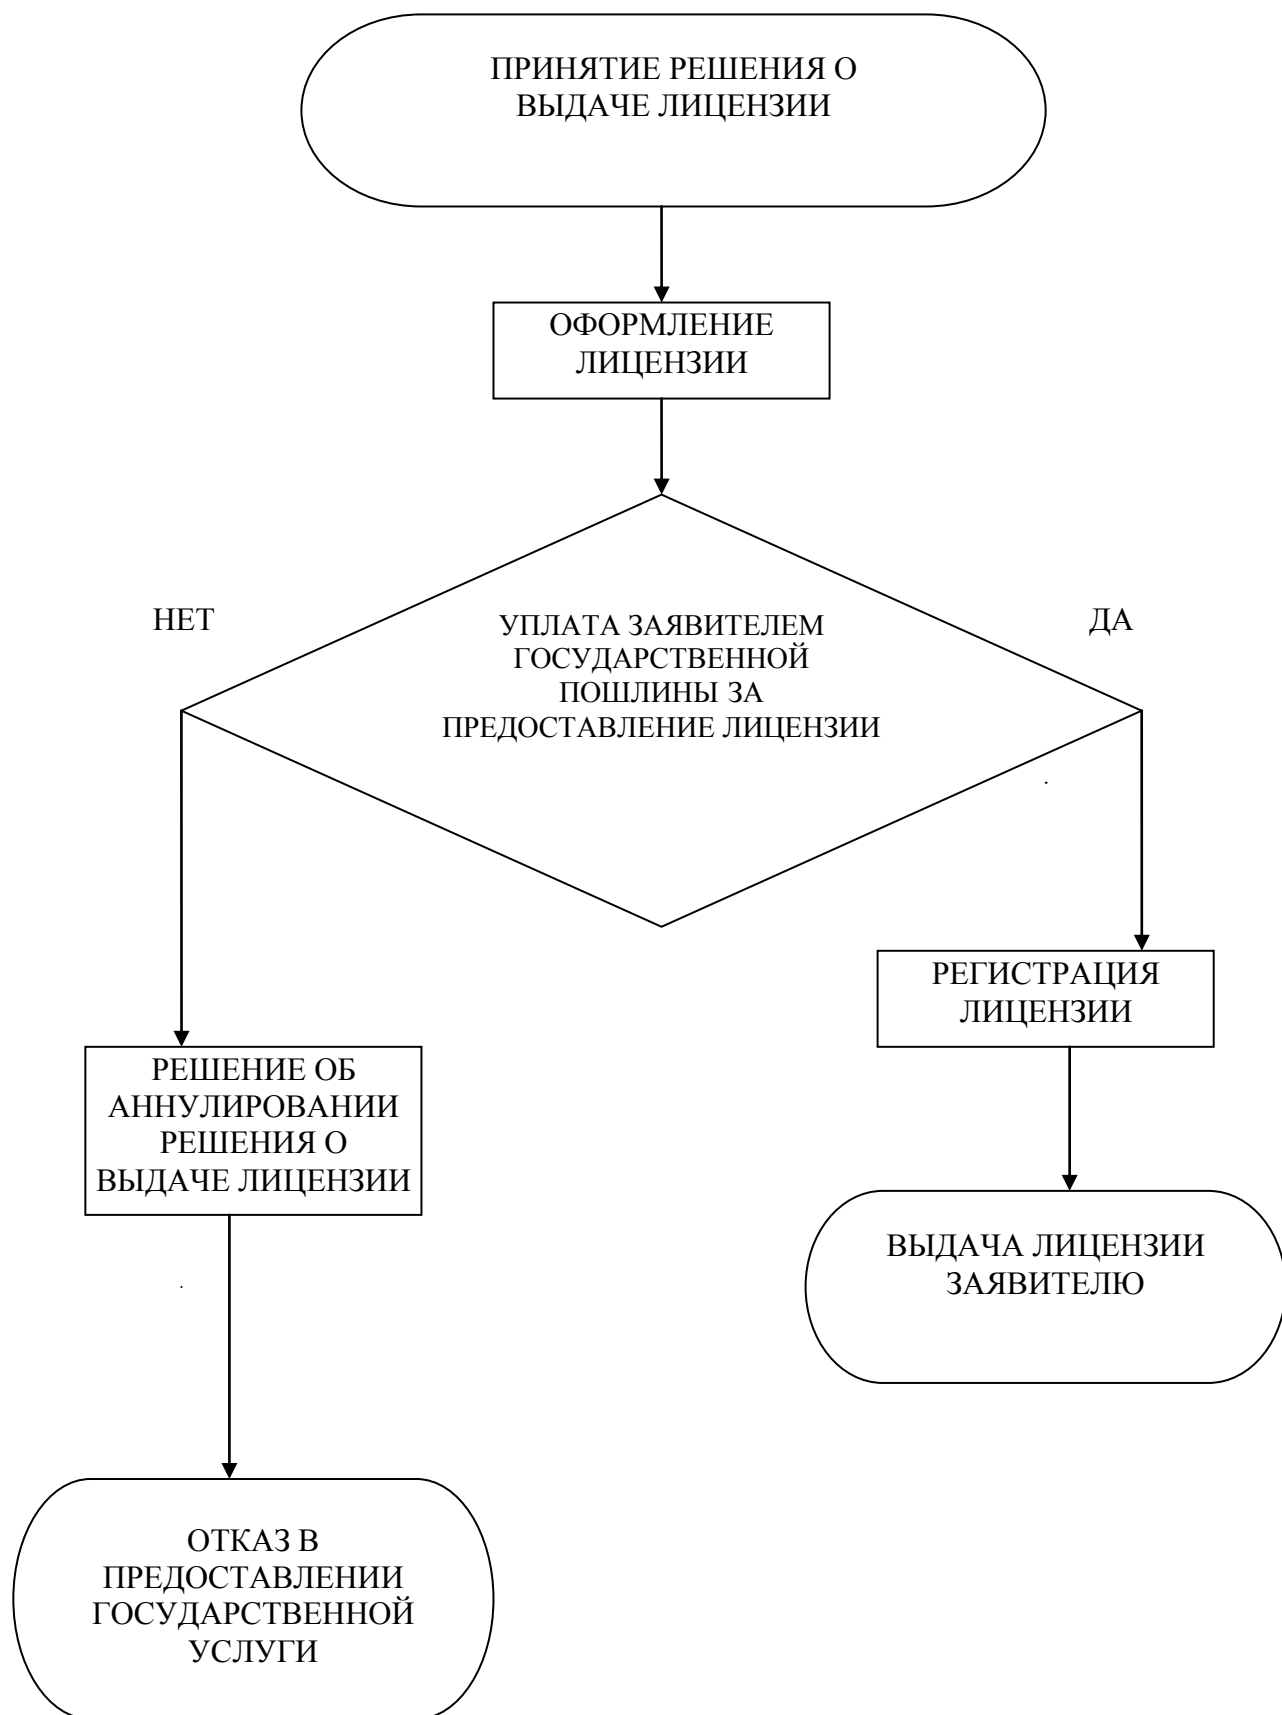 ПРИНЯТИЕ РЕШЕНИЯ О
ВЫДАЧЕ ЛИЦЕНЗИИ
ОФОРМЛЕНИЕ
ЛИЦЕНЗИИ
НЕТ
УПЛАТА ЗАЯВИТЕЛЕМ
ГОСУДАРСТВЕННОЙ
ПОШЛИНЫ ЗА
ПРЕДОСТАВЛЕНИЕ ЛИЦЕНЗИИ
ДА
РЕГИСТРАЦИЯ
ЛИЦЕНЗИИ
РЕШЕНИЕ ОБ
АННУЛИРОВАНИИ
РЕШЕНИЯ О
ВЫДАЧЕ ЛИЦЕНЗИИ
ВЫДАЧА ЛИЦЕНЗИИ
ЗАЯВИТЕЛЮ
ОТКАЗ В
ПРЕДОСТАВЛЕНИИ
ГОСУДАРСТВЕННОЙ
УСЛУГИ